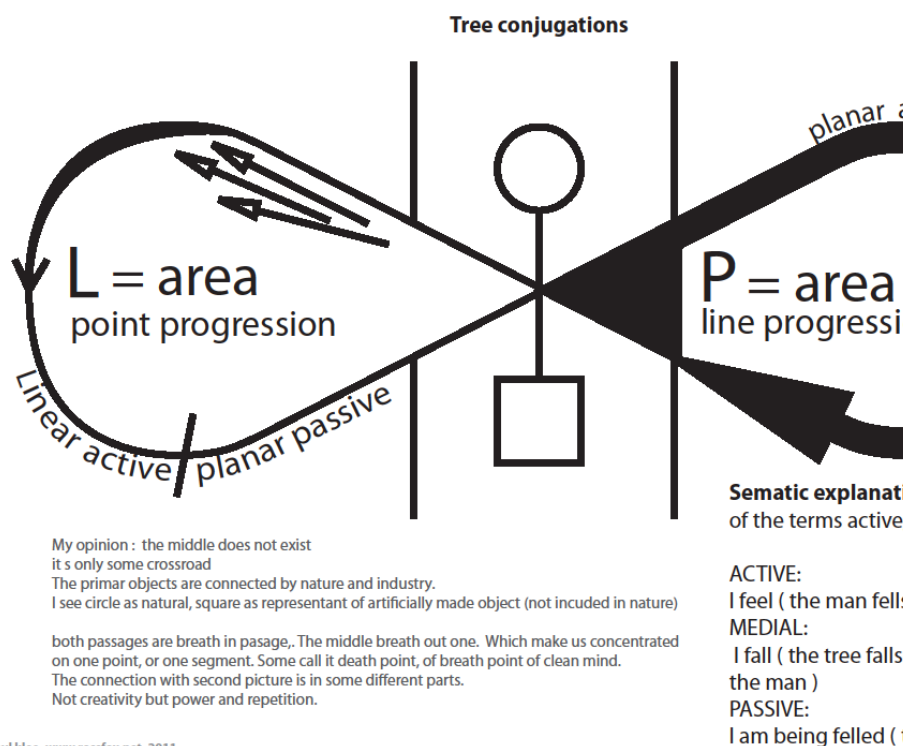 Tree conjugations
planar
L = area
point progression
P = area
line progressi
Linear active
planar passive
Sematic explanati
of the terms active
ACTIVE:
I feel ( the man fells
MEDIAL:
I fall ( the tree falls
the man )
PASSIVE:
I am being felled ( t
My opinion : the middle does not exist
it s only some crossroad
The primar objects are connected by nature and industry.
I see circle as natural, square as representant of artificially made object (not incuded in nature)
both passages are breath in pasage,. The middle breath out one. Which make us concentrated
on one point, or one segment. Some call it death point, of breath point of clean mind.
The connection with second picture is in some different parts.
Not creativity but power and repetition.